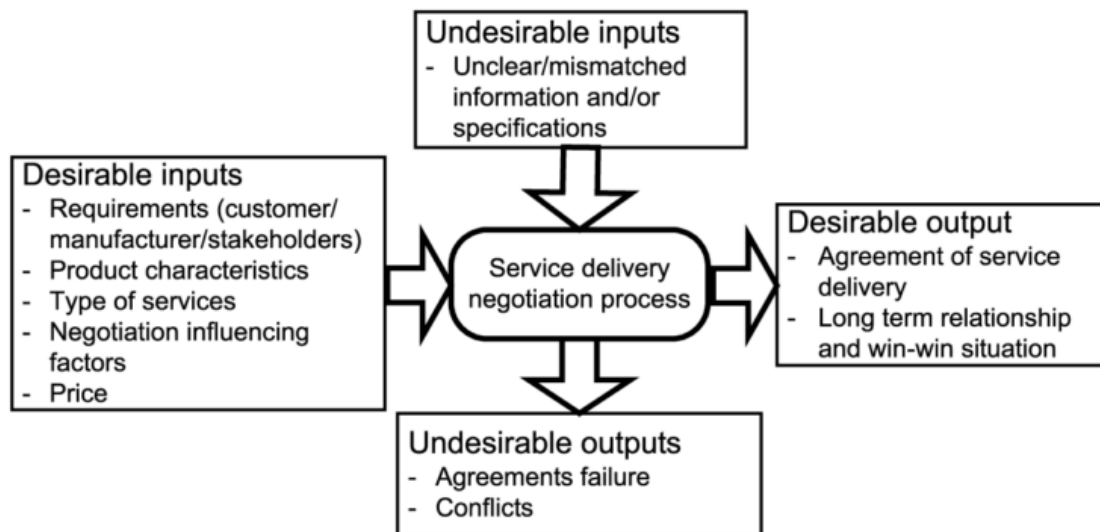 Undesirable inputs
- Unclear/mismatched
information and/or
specifications
Desirable inputs
- Requirements (customer/
manufacturer/stakeholders)
- Product characteristics
- Type of services
- Negotiation influencing
factors
- Price
Service delivery
negotiation process
Desirable output
- Agreement of service
delivery
- Long term relationship
and win-win situation
Undesirable outputs
- Agreements failure
- Conflicts